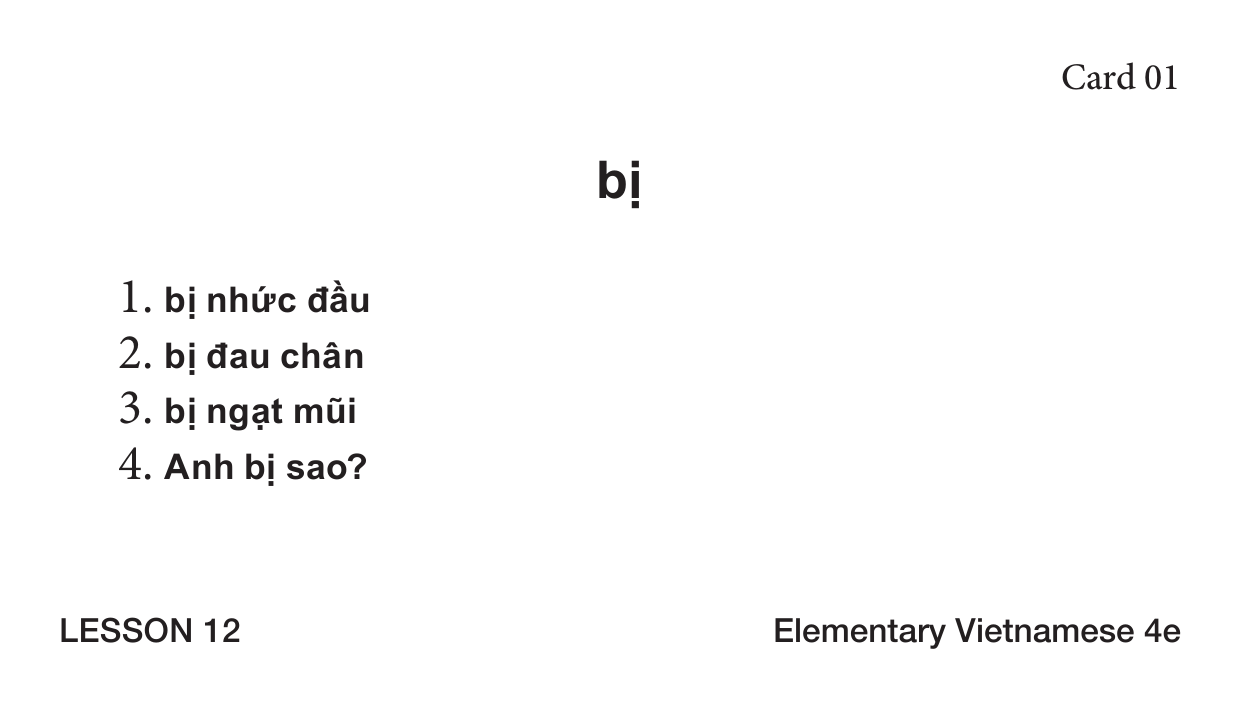 Card 01
bị
1. bị nhức đầu
2. bị đau chân
3. bị ngạt mũi
4. Anh bị sao?
LESSON 12
Elementary Vietnamese 4e